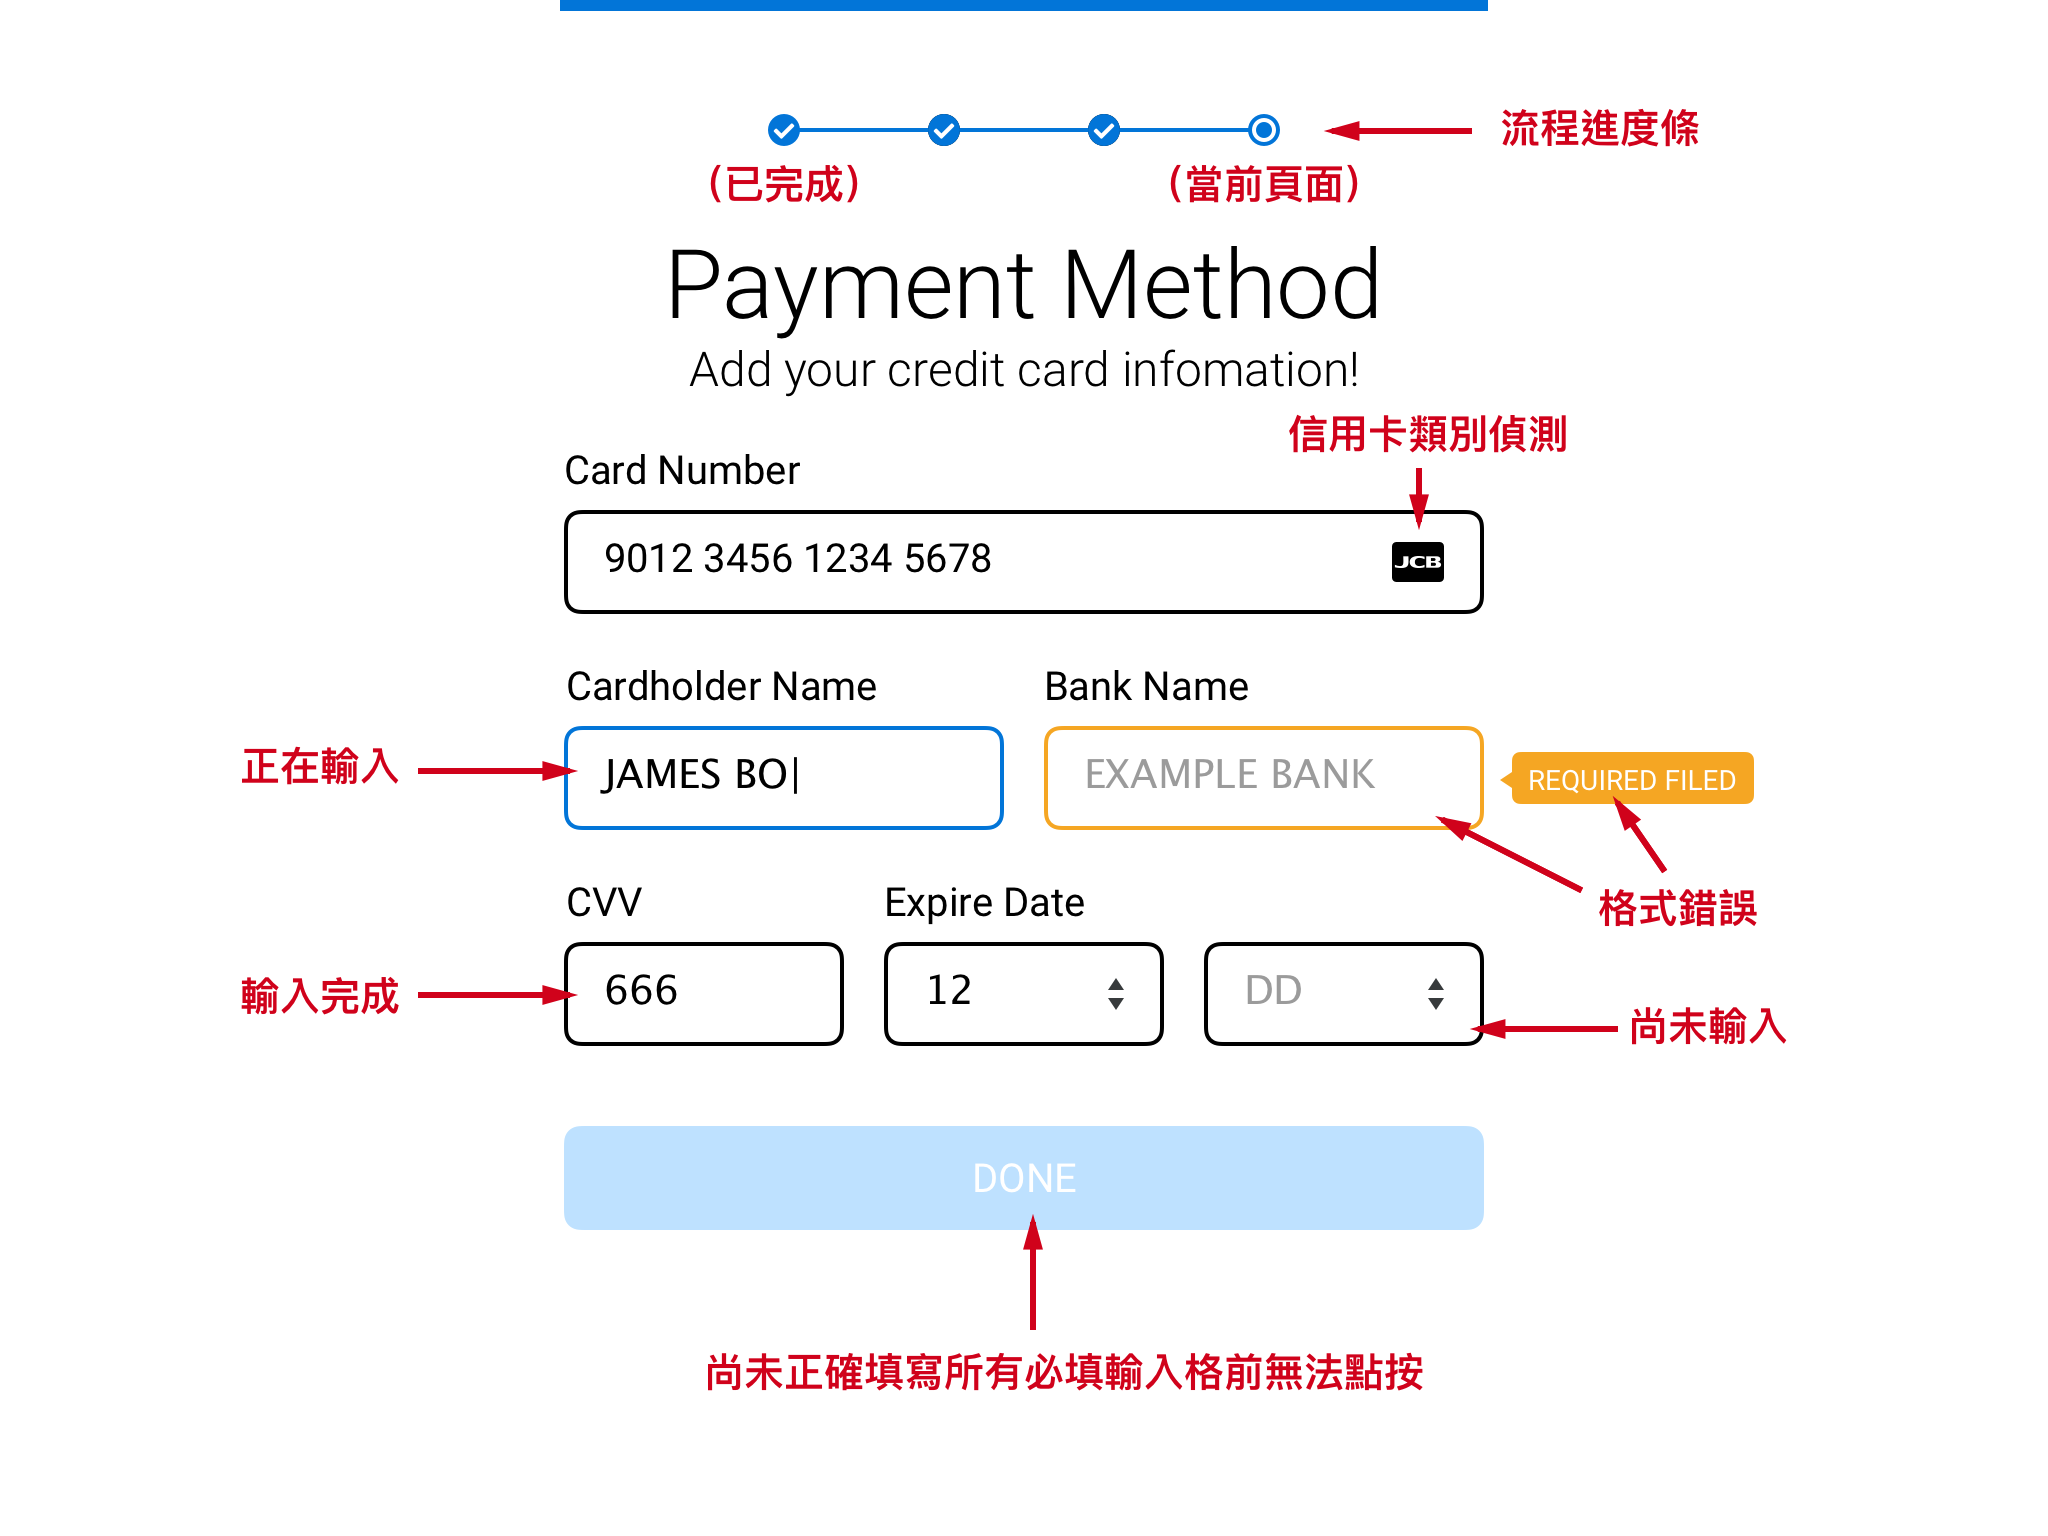 流程進度條
(已完成)
(當前頁面)
Payment Method
Add your credit card infomation!
信用卡類別偵測
Card Number
9012 3456 1234 5678
JCB
Cardholder Name
Bank Name
正在輸入
JAMES BO
EXAMPLE BANK
REQUIRED FILED
格式錯誤
CVV
Expire Date
輸入完成
666
12
DD
尚未輸入
DONE
尚未正確填寫所有必填輸入格前無法點按